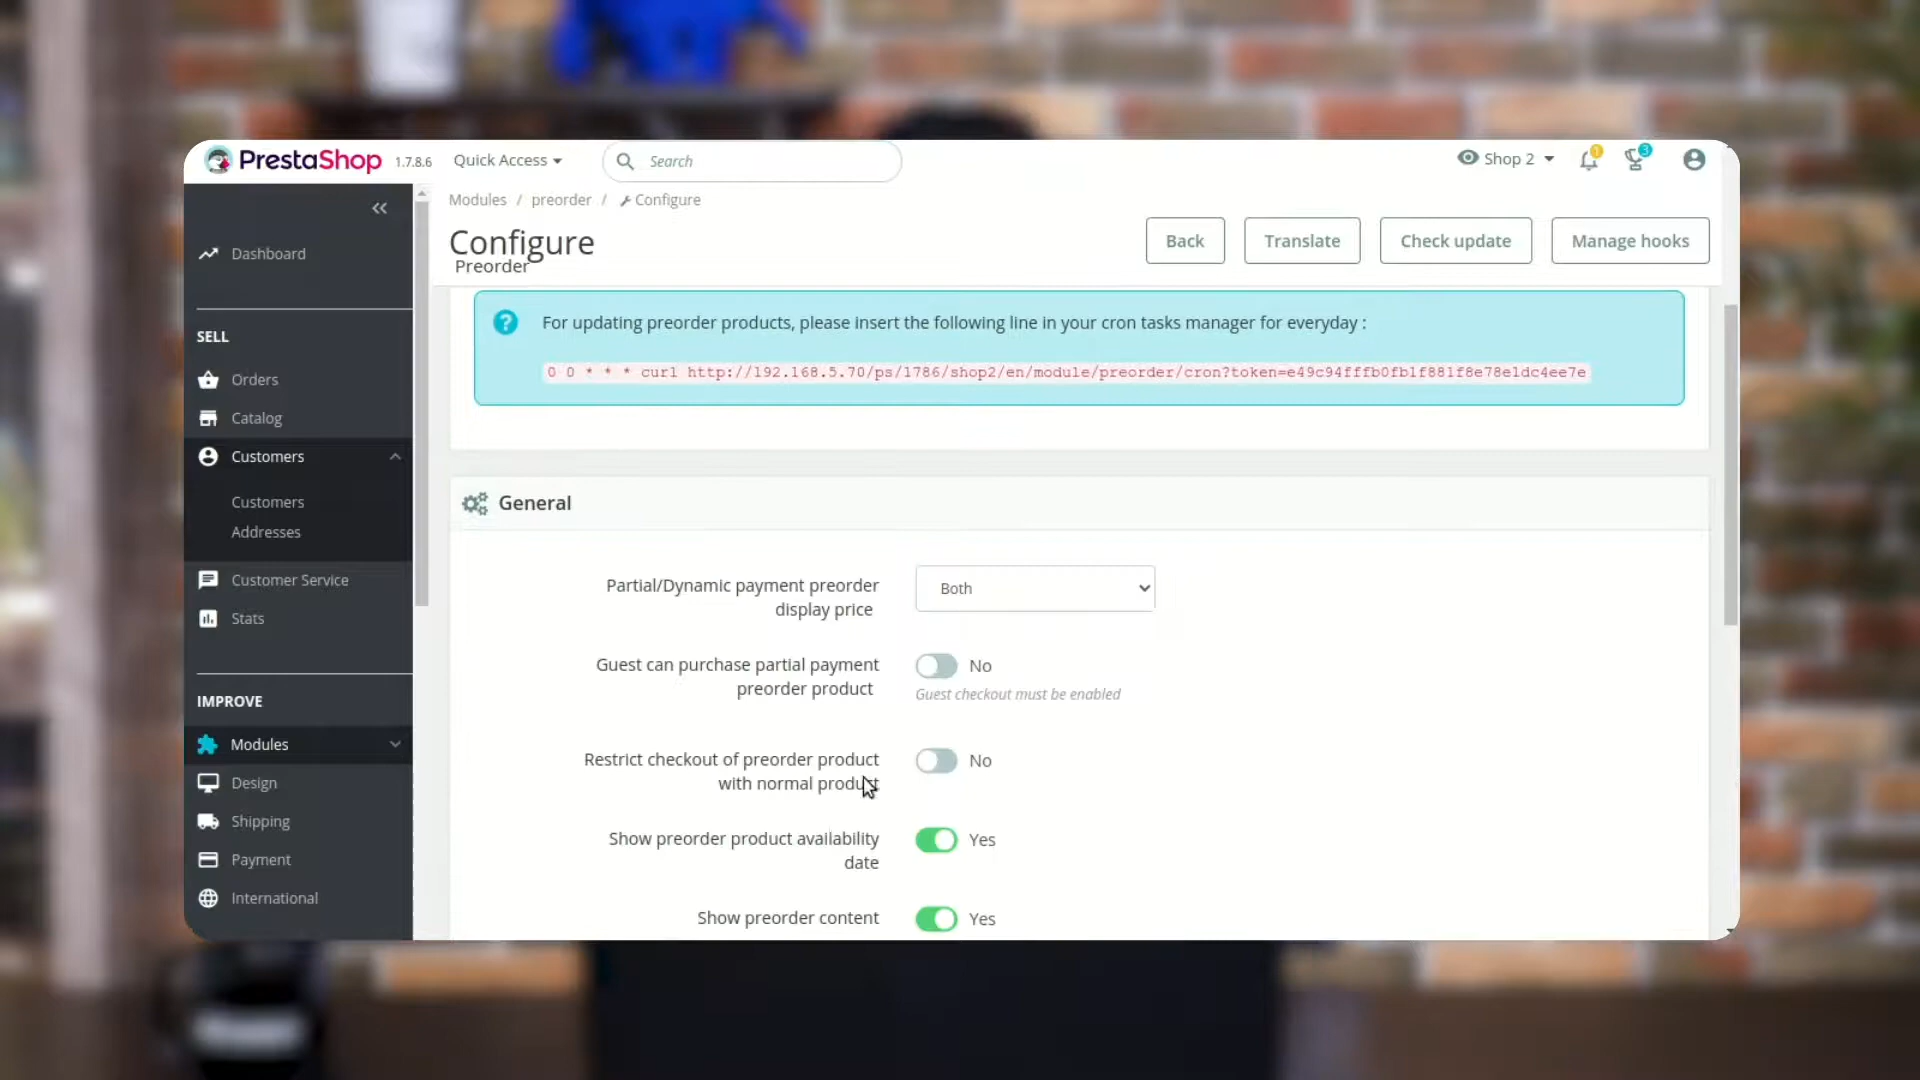 PrestaShop 1.7.8.6 Quick Access Search Shop 2 1 3
Modules / preorder / Configure
Configure
Preorder
Back Translate Check update Manage hooks
Dashboard
SELL
Orders
Catalog
Customers
Customers
Addresses
Customer Service
Stats
IMPROVE
Modules
Design
Shipping
Payment
International
? For updating preorder products, please insert the following line in your cron tasks manager for everyday :
0 0 * * * curl http://192.168.5.70/ps/1786/shop2/en/module/preorder/cron?token=e49c94fffb0fb1f881f8e78e1dc4ee7e
General
Partial/Dynamic payment preorder
display price
Both
Guest can purchase partial payment
preorder product
No
Guest checkout must be enabled
Restrict checkout of preorder product
with normal product
No
Show preorder product availability
date
Yes
Show preorder content
Yes